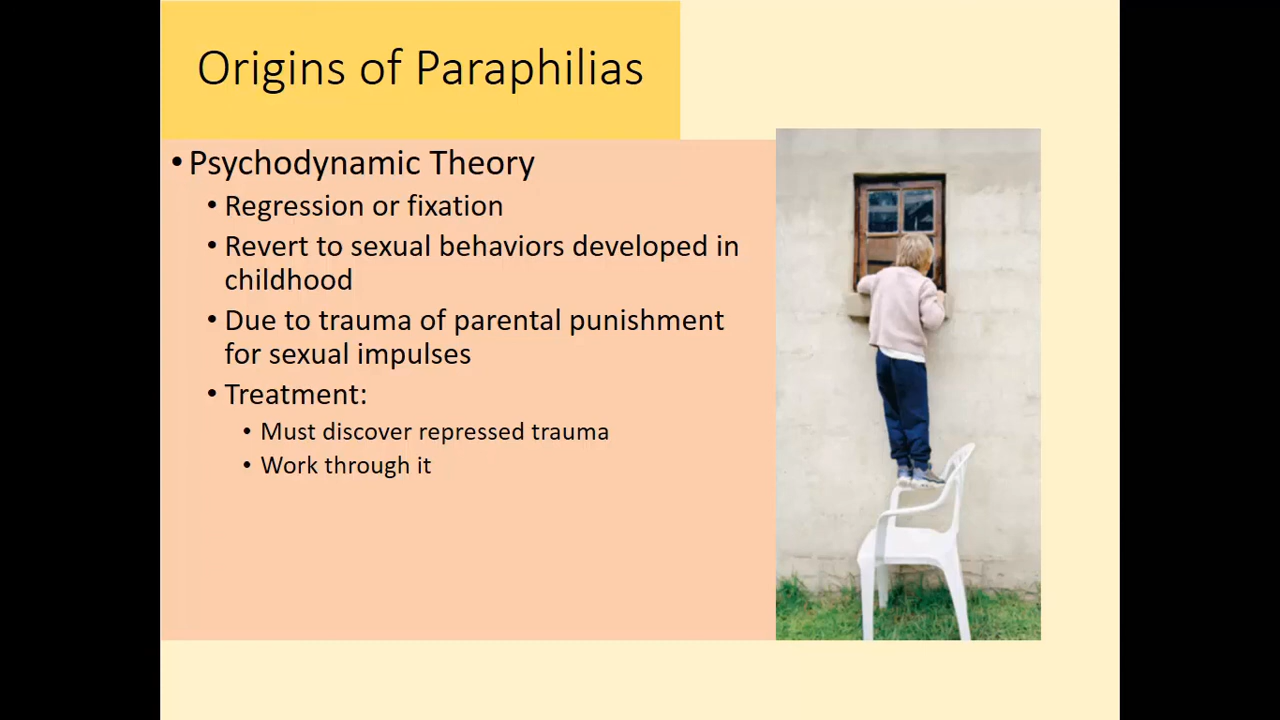 Origins of Paraphilias
• Psychodynamic Theory
• Regression or fixation
• Revert to sexual behaviors developed in
childhood
• Due to trauma of parental punishment
for sexual impulses
• Treatment:
• Must discover repressed trauma
• Work through it